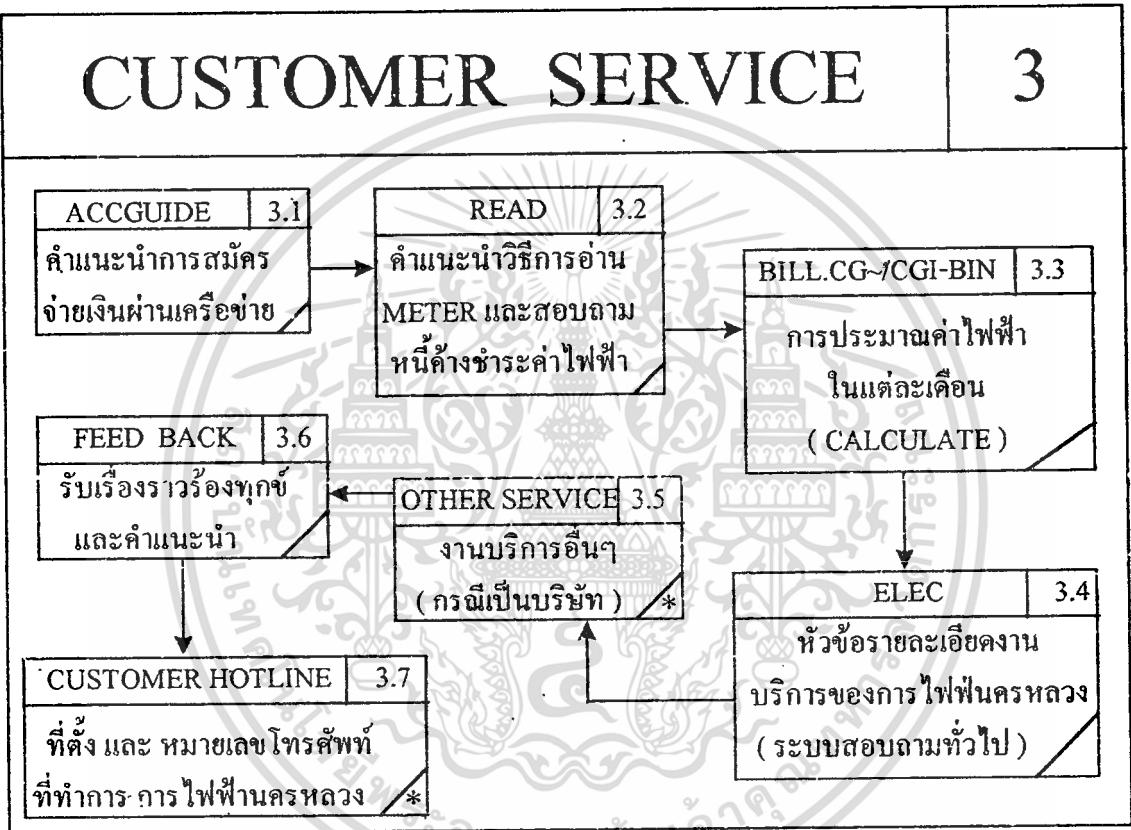 CUSTOMER SERVICE 3
ACCGUIDE 3.1
คำแนะนำการสมัคร
จ่ายเงินผ่านเครือข่าย
READ 3.2
คำแนะนำวิธีการอ่าน
METER และสอบถาม
หนี้ค้างชำระค่าไฟฟ้า
BILL.CG~1/CGI-BIN 3.3
การประมาณค่าไฟฟ้า
ในแต่ละเดือน
( CALCULATE )
ELEC 3.4
หัวข้อรายละเอียดงาน
บริการของการไฟฟ้นครหลวง
( ระบบสอบถามทั่วไป )
OTHER SERVICE 3.5
งานบริการอื่นๆ
( กรณีเป็นบริษัท ) *
FEED BACK 3.6
รับเรื่องราวร้องทุกข์
และคำแนะนำ
CUSTOMER HOTLINE 3.7
ที่ตั้ง และ หมายเลขโทรศัพท์
ที่ทำการ การไฟฟ้านครหลวง *